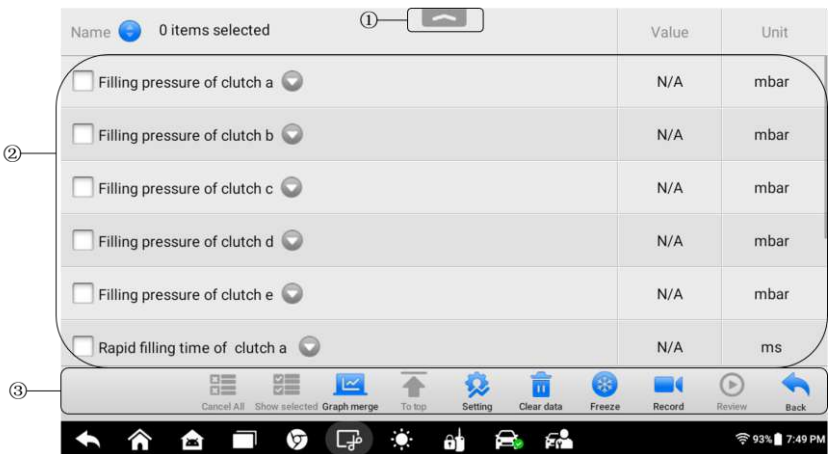 ①
Name 0 items selected Value Unit
Filling pressure of clutch a N/A mbar
Filling pressure of clutch b N/A mbar
②
Filling pressure of clutch c N/A mbar
Filling pressure of clutch d N/A mbar
Filling pressure of clutch e N/A mbar
Rapid filling time of clutch a N/A ms
③
Cancel All Show selected Graph merge To top Setting Clear data Freeze Record Review Back
93% 7:49 PM